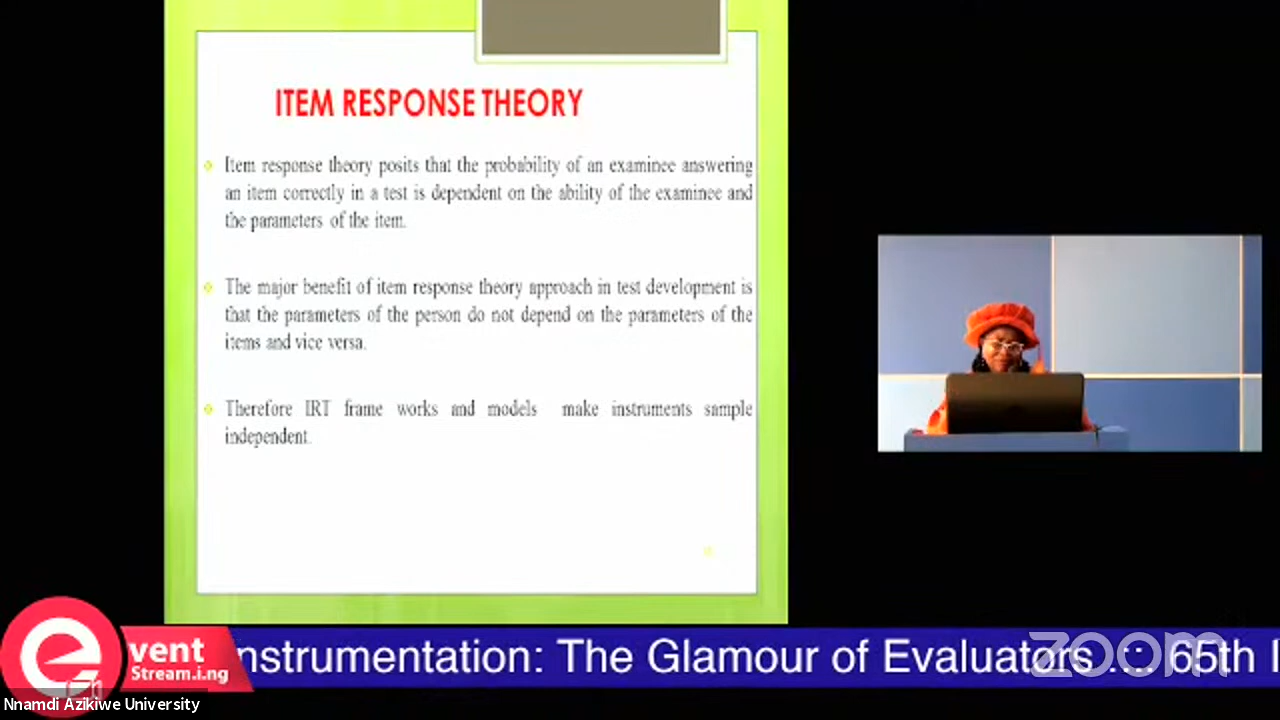 ITEM RESPONSE THEORY
Item response theory posits that the probability of an examinee answering
an item correctly in a test is dependent on the ability of the examinee and
the parameters of the item.
The major benefit of item response theory approach in test development is
that the parameters of the person do not depend on the parameters of the
items and vice versa.
Therefore IRT frame works and models make instruments sample
independent.
event
Stream.i.ng
nstrumentation: The Glamour of Evaluators .:. 65th I
zoom
Nnamdi Azikiwe University